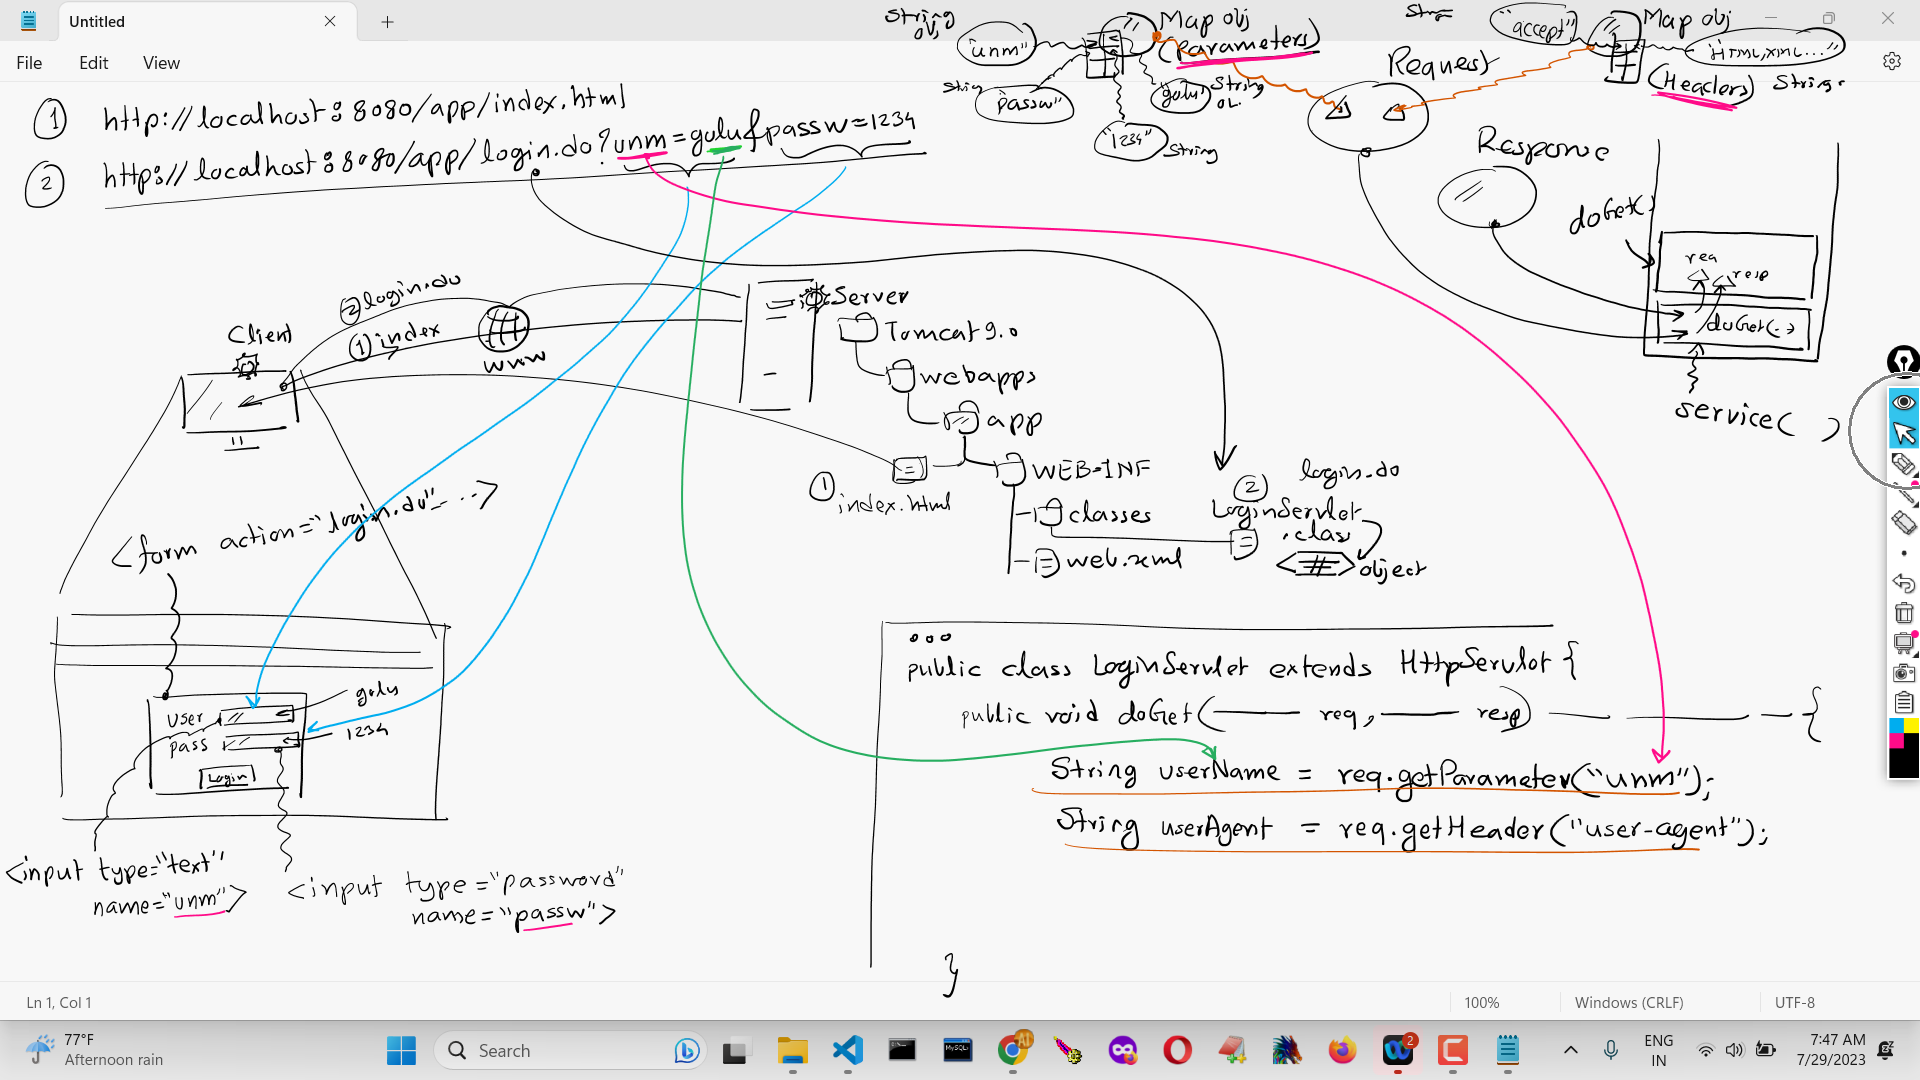 Untitled
File Edit View
① http://localhost:8080/app/index.html
② http://localhost:8080/app/login.do?unm=golu&passw=1234
String obj
"unm"
Map obj
(parameters)
String
"passw"
"golu"
String
"1234"
String
"accept"
Map obj
"HTML,XML..."
(Headers)
String
Request
Response
doGet()
req
resp
doGet(..)
service( )
Client
② login.do
① index
www
Server
Tomcat 9.0
webapps
app
WEB-INF
① index.html
classes
web.xml
② login.do
LoginServlet
.class
object
<form action="login.do" - ..->
user
golu
pass
1234
Login
<input type="text"
name="unm">
<input type="password"
name="passw">
public class LoginServlet extends HttpServlet {
public void doGet(—— req, —— resp) — —— — {
String userName = req.getParameter("unm");
String userAgent = req.getHeader("user-agent");
}
Ln 1, Col 1
100%
Windows (CRLF)
UTF-8
77°F
Afternoon rain
Search
ENG
IN
7:47 AM
7/29/2023